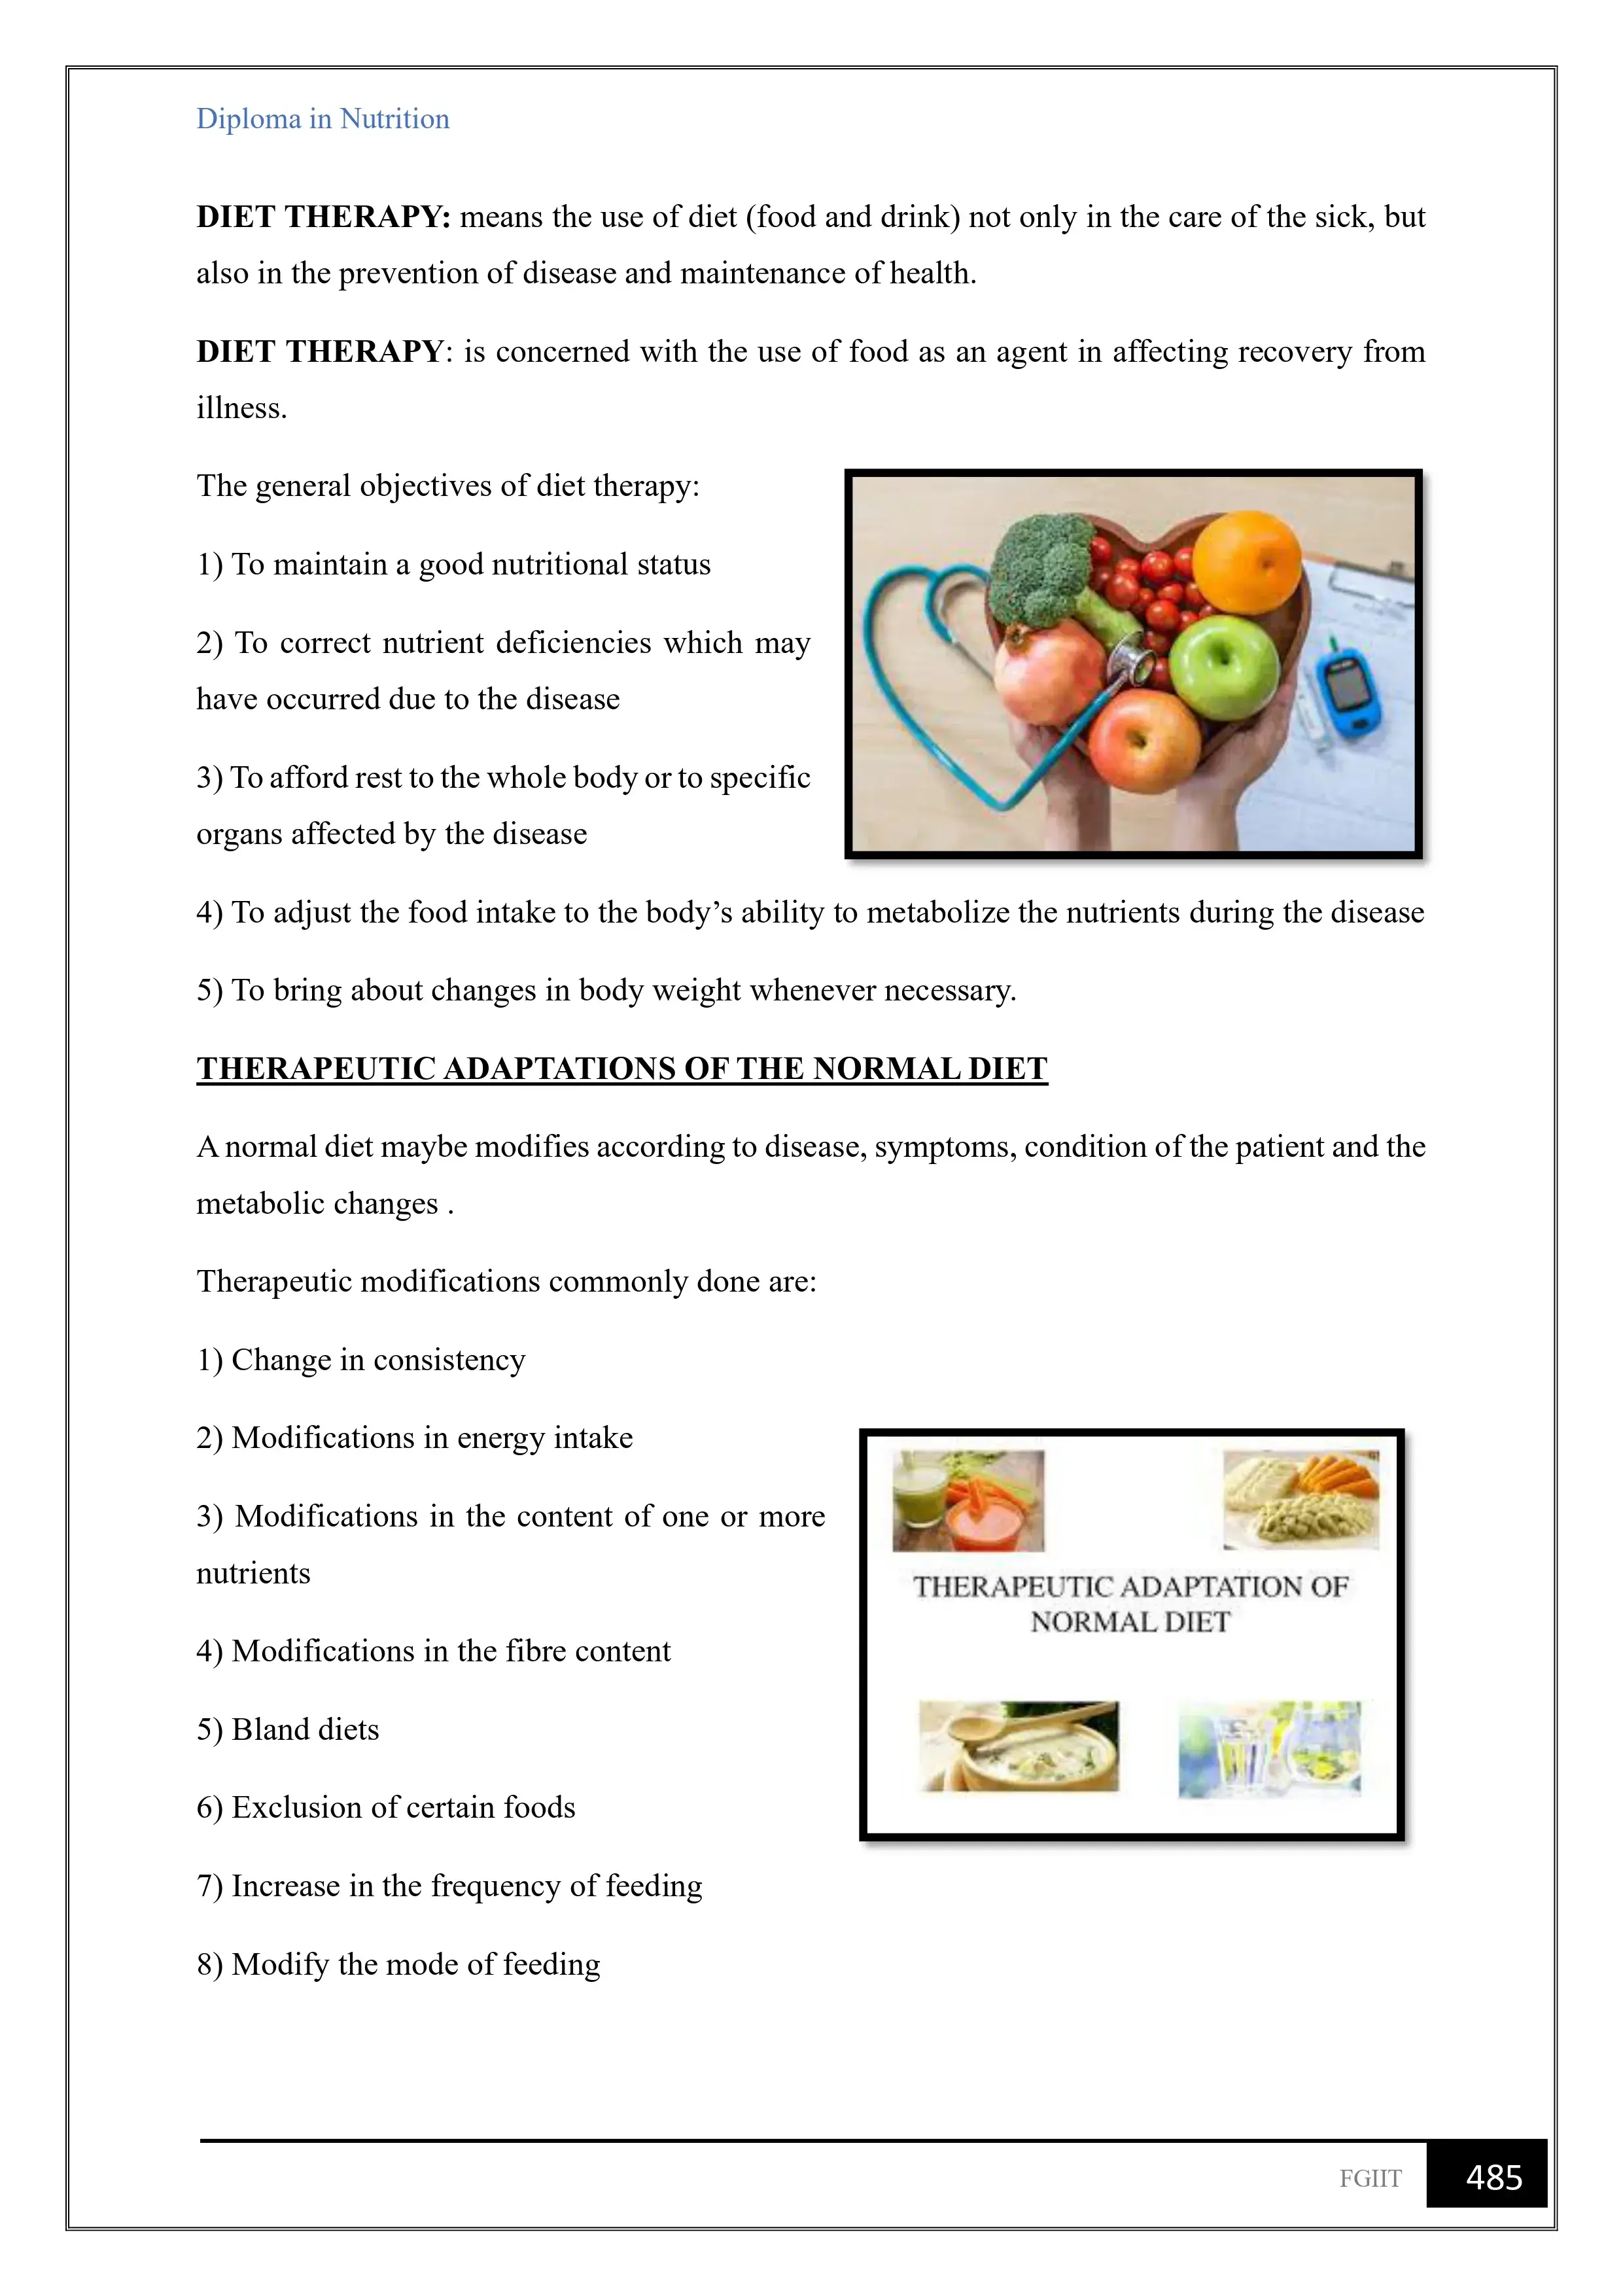 Diploma in Nutrition
DIET THERAPY: means the use of diet (food and drink) not only in the care of the sick, but
also in the prevention of disease and maintenance of health.
DIET THERAPY: is concerned with the use of food as an agent in affecting recovery from
illness.
The general objectives of diet therapy:
1) To maintain a good nutritional status
2) To correct nutrient deficiencies which may
have occurred due to the disease
3) To afford rest to the whole body or to specific
organs affected by the disease
4) To adjust the food intake to the body’s ability to metabolize the nutrients during the disease
5) To bring about changes in body weight whenever necessary.
THERAPEUTIC ADAPTATIONS OF THE NORMAL DIET
A normal diet maybe modifies according to disease, symptoms, condition of the patient and the
metabolic changes .
Therapeutic modifications commonly done are:
1) Change in consistency
2) Modifications in energy intake
3) Modifications in the content of one or more
nutrients
4) Modifications in the fibre content
5) Bland diets
6) Exclusion of certain foods
7) Increase in the frequency of feeding
8) Modify the mode of feeding
THERAPEUTIC ADAPTATION OF
NORMAL DIET
FGIIT
485